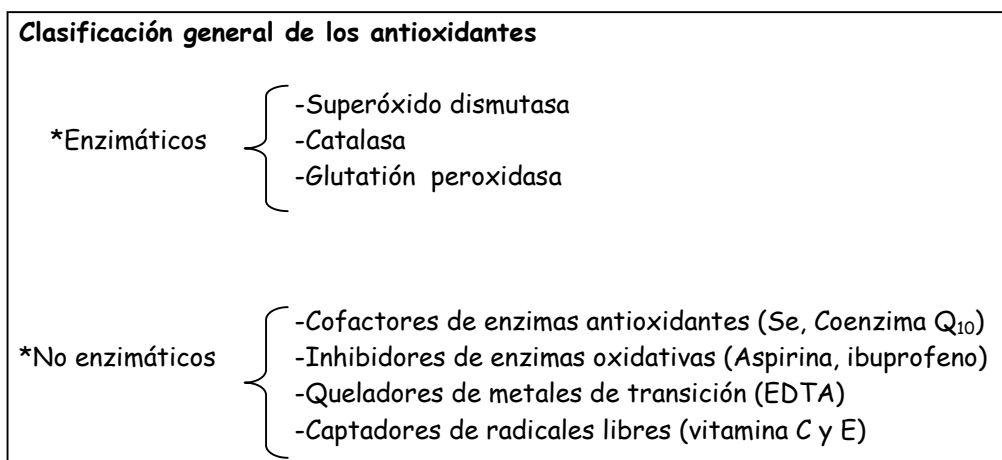 Clasificación general de los antioxidantes
-Superóxido dismutasa
*Enzimáticos
-Catalasa
-Glutatión peroxidasa
-Cofactores de enzimas antioxidantes (Se, Coenzima Q₁₀)
*No enzimáticos
-Inhibidores de enzimas oxidativas (Aspirina, ibuprofeno)
-Queladores de metales de transición (EDTA)
-Captadores de radicales libres (vitamina C y E)